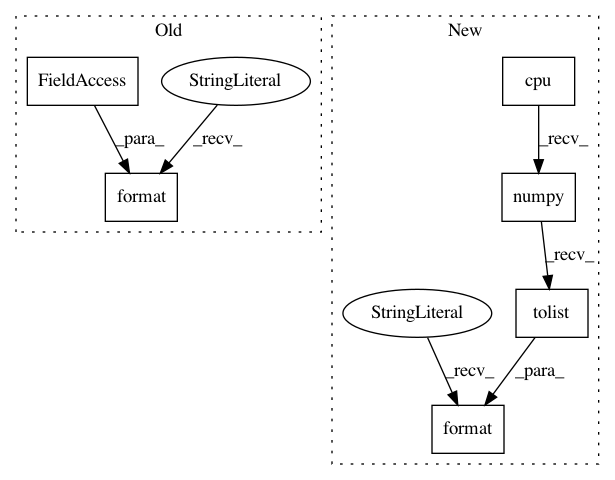 Old
New
FieldAccess
StringLiteral
cpu
_para_
_recv_
_recv_
format
numpy
_recv_
StringLiteral
tolist
_recv_
_para_
format